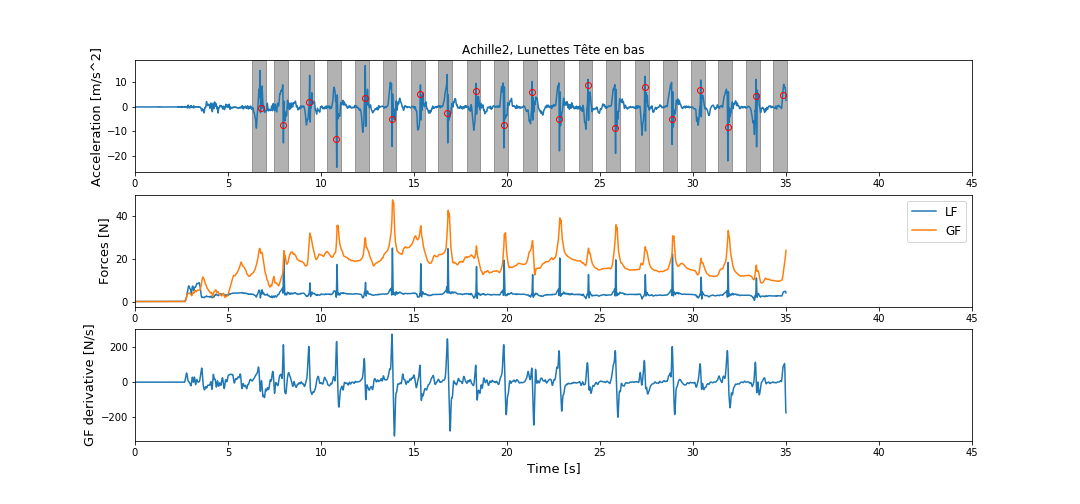 Achille2, Lunettes Tête en bas
Acceleration [m/s^2]
10
0
−10
−20
0 5 10 15 20 25 30 35 40 45
Forces [N]
40
20
0
LF
GF
0 5 10 15 20 25 30 35 40 45
GF derivative [N/s]
200
0
−200
0 5 10 15 20 25 30 35 40 45
Time [s]